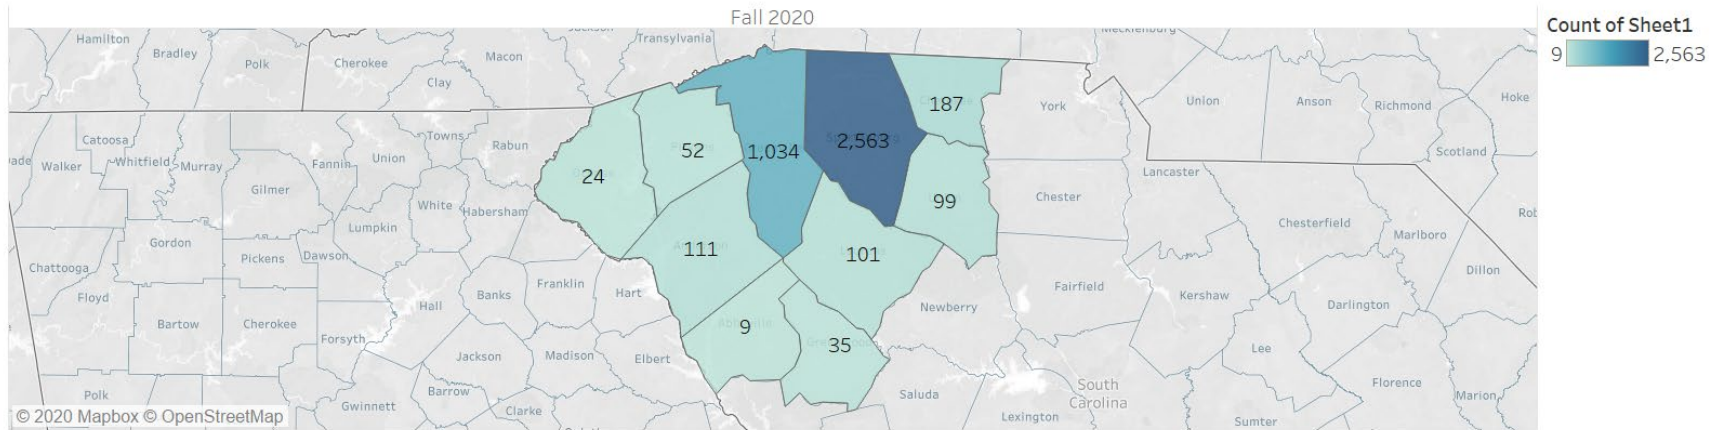 Fall 2020
Count of Sheet1
9 2,563
Hamilton
Bradley
Polk
Cherokee
Clay
Macon
Transylvania
Mecklenburg
187
York
Union
Anson
Richmond
Hoke
Catoosa
Walker
Whitfield
Murray
Fannin
Union
Towns
Rabun
52
1,034
2,563
Scotland
Gilmer
24
Lancaster
White
Habersham
99
Chester
Lumpkin
Chesterfield
Marlboro
Gordon
Pickens
Dawson
111
101
Chattooga
Dillon
Floyd
Hall
Banks
Franklin
Hart
Newberry
Fairfield
Kershaw
Darlington
Bartow
Cherokee
Forsyth
9
35
Jackson
Madison
Elbert
Lee
Polk
Gwinnett
Barrow
Clarke
Saluda
South
Carolina
Lexington
Sumter
Florence
Marion
© 2020 Mapbox © OpenStreetMap